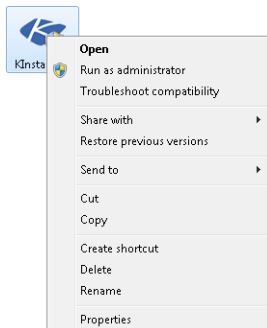 KInsta
Open
Run as administrator
Troubleshoot compatibility
Share with
Restore previous versions
Send to
Cut
Copy
Create shortcut
Delete
Rename
Properties